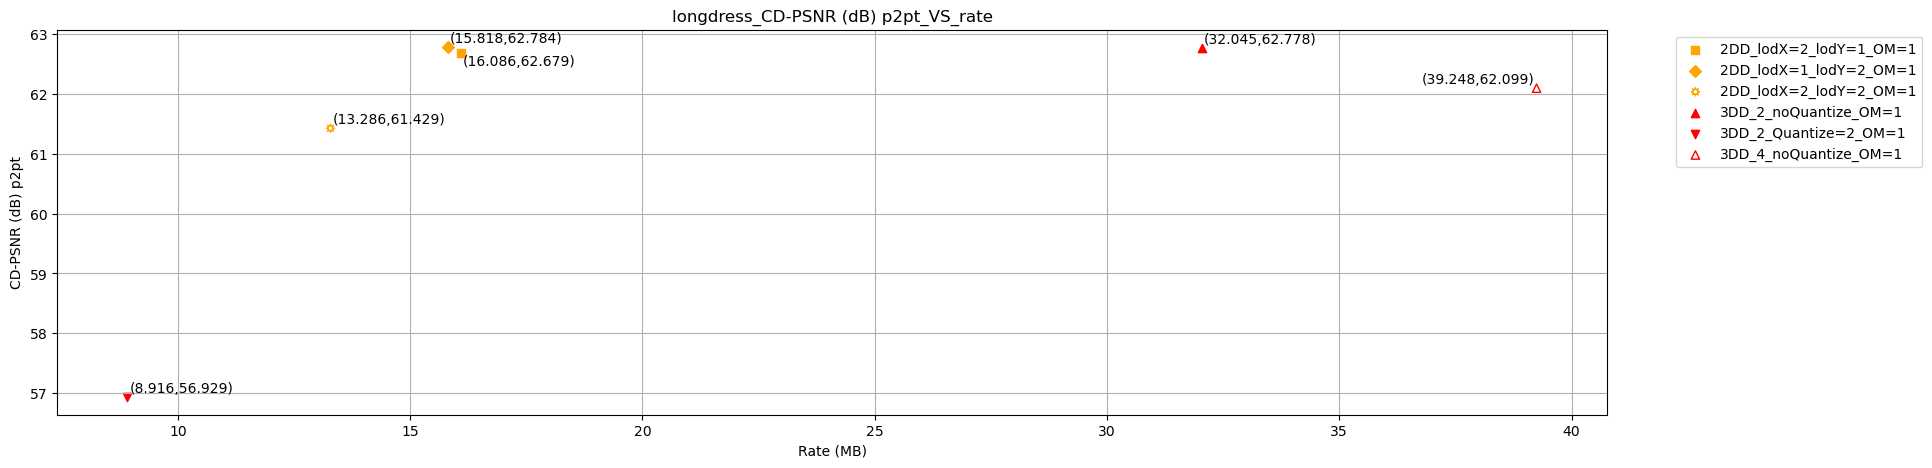 longdress_CD-PSNR (dB) p2pt_VS_rate
63
62
61
60
59
58
57
CD-PSNR (dB) p2pt
(15.818,62.784)
(16.086,62.679)
(32.045,62.778)
(39.248,62.099)
(13.286,61.429)
(8.916,56.929)
10
15
20
25
30
35
40
Rate (MB)
2DD_lodX=2_lodY=1_OM=1
2DD_lodX=1_lodY=2_OM=1
2DD_lodX=2_lodY=2_OM=1
3DD_2_noQuantize_OM=1
3DD_2_Quantize=2_OM=1
3DD_4_noQuantize_OM=1